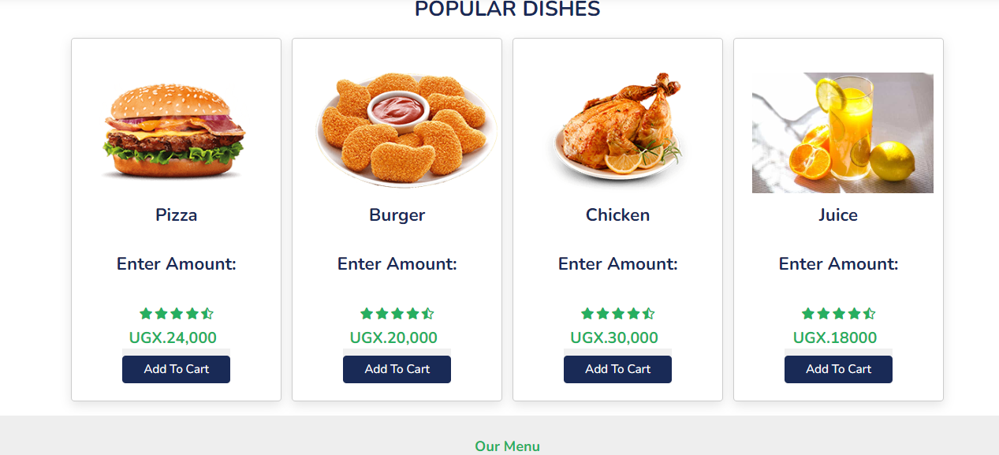 POPULAR DISHES
Pizza
Enter Amount:
UGX.24,000
Add To Cart
Burger
Enter Amount:
UGX.20,000
Add To Cart
Chicken
Enter Amount:
UGX.30,000
Add To Cart
Juice
Enter Amount:
UGX.18000
Add To Cart
Our Menu